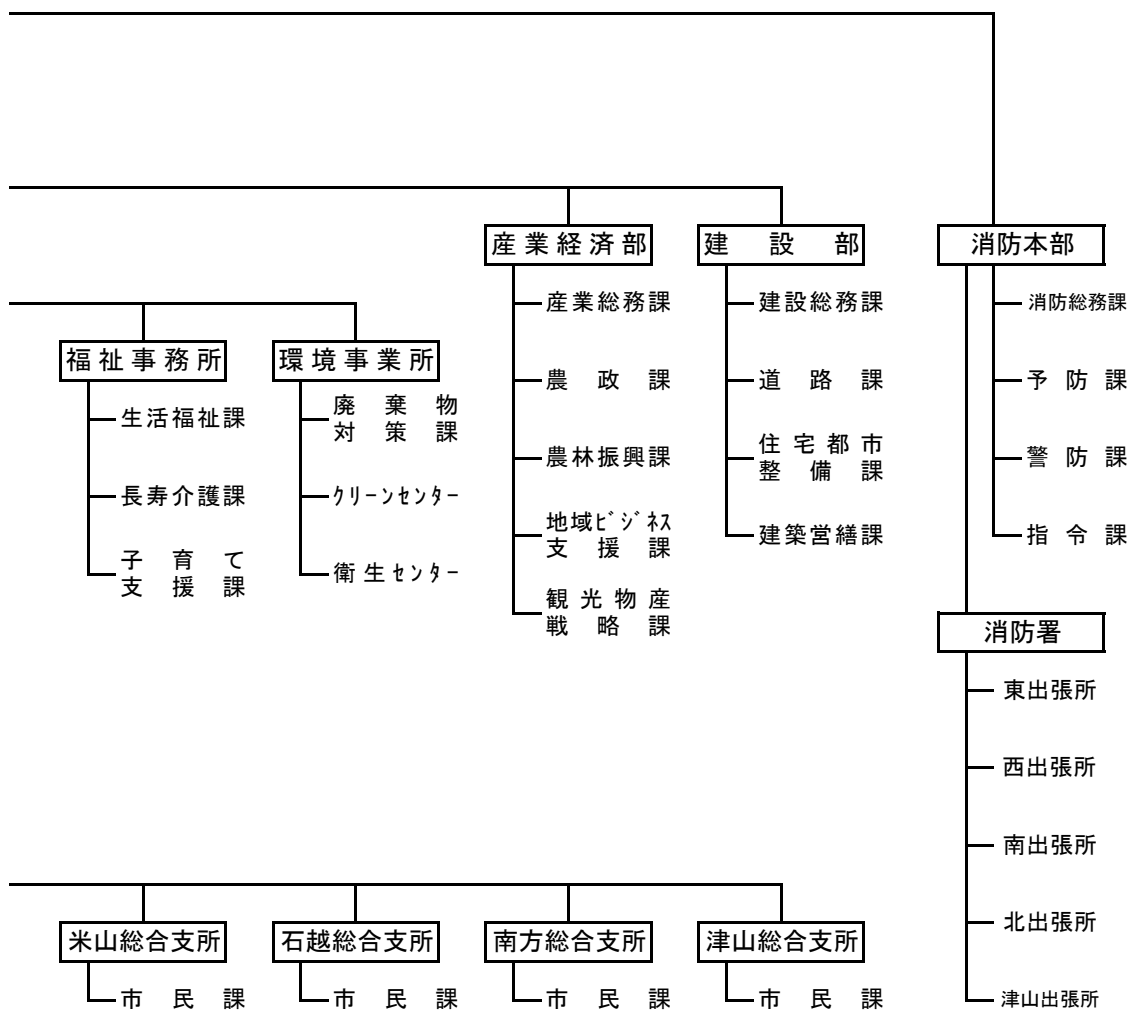 産業経済部
産業総務課
農政課
農林振興課
地域ﾋﾞｼﾞﾈｽ
支援課
観光物産
戦略課
建設部
建設総務課
道路課
住宅都市
整備課
建築営繕課
消防本部
消防総務課
予防課
警防課
指令課
福祉事務所
生活福祉課
長寿介護課
子育て
支援課
環境事業所
廃棄物
対策課
ｸﾘｰﾝｾﾝﾀｰ
衛生ｾﾝﾀｰ
消防署
東出張所
西出張所
南出張所
北出張所
津山出張所
米山総合支所
市民課
石越総合支所
市民課
南方総合支所
市民課
津山総合支所
市民課